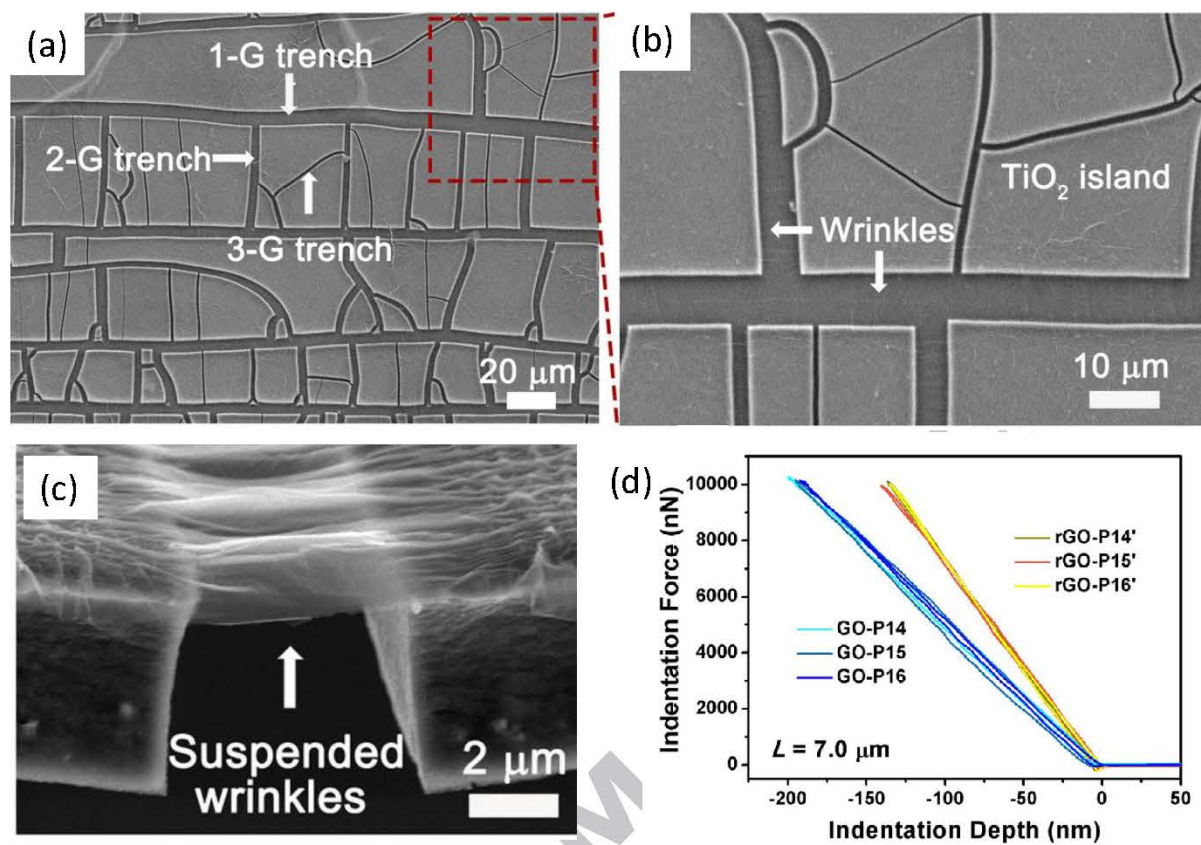 (a)
1-G trench
2-G trench
3-G trench
20 μm
(b)
TiO2 island
Wrinkles
10 μm
(c)
Suspended
wrinkles
2 μm
(d)
Indentation Force (nN)
10000
8000
6000
4000
2000
0
rGO-P14'
rGO-P15'
rGO-P16'
GO-P14
GO-P15
GO-P16
L = 7.0 μm
-200 -150 -100 -50 0 50
Indentation Depth (nm)